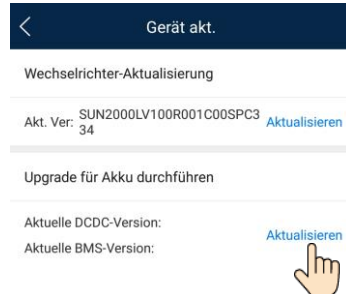 Gerät akt.
Wechselrichter-Aktualisierung
Akt. Ver: SUN2000LV100R001C00SPC3
34
Aktualisieren
Upgrade für Akku durchführen
Aktuelle DCDC-Version:
Aktualisieren
Aktuelle BMS-Version: